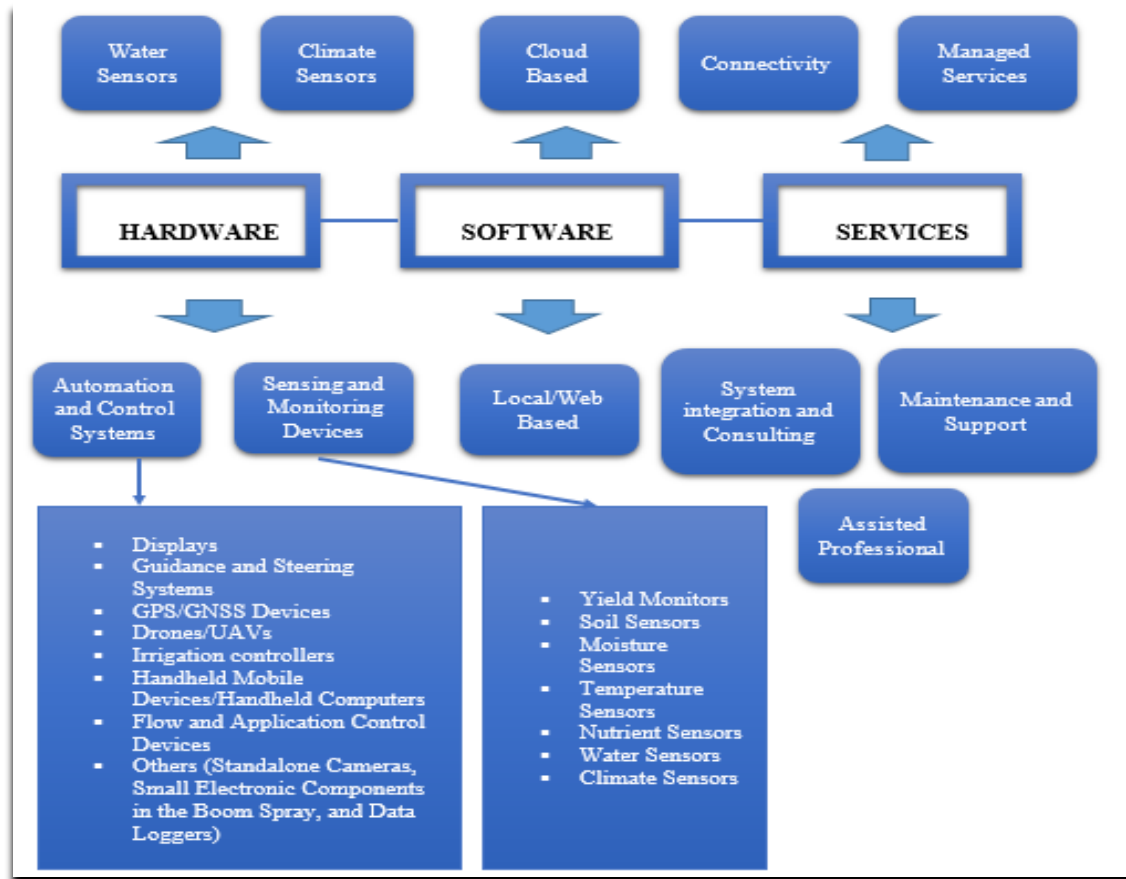 Water
Sensors
Climate
Sensors
Cloud
Based
Connectivity
Managed
Services
HARDWARE
SOFTWARE
SERVICES
Automation
and Control
Systems
Sensing and
Monitoring
Devices
Local/Web
Based
System
integration and
Consulting
Maintenance and
Support
Assisted
Professional
▪ Displays
▪ Guidance and Steering
Systems
▪ GPS/GNSS Devices
▪ Drones/UAVs
▪ Irrigation controllers
▪ Handheld Mobile
Devices/Handheld Computers
▪ Flow and Application Control
Devices
▪ Others (Standalone Cameras,
Small Electronic Components
in the Boom Spray, and Data
Loggers)
▪ Yield Monitors
▪ Soil Sensors
▪ Moisture
Sensors
▪ Temperature
Sensors
▪ Nutrient Sensors
▪ Water Sensors
▪ Climate Sensors